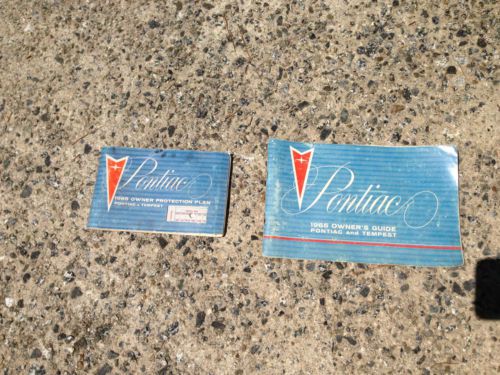 Pontiac
1965 OWNER PROTECTION PLAN
PONTIAC & TEMPEST
Pontiac
1965 OWNER'S GUIDE
PONTIAC and TEMPEST